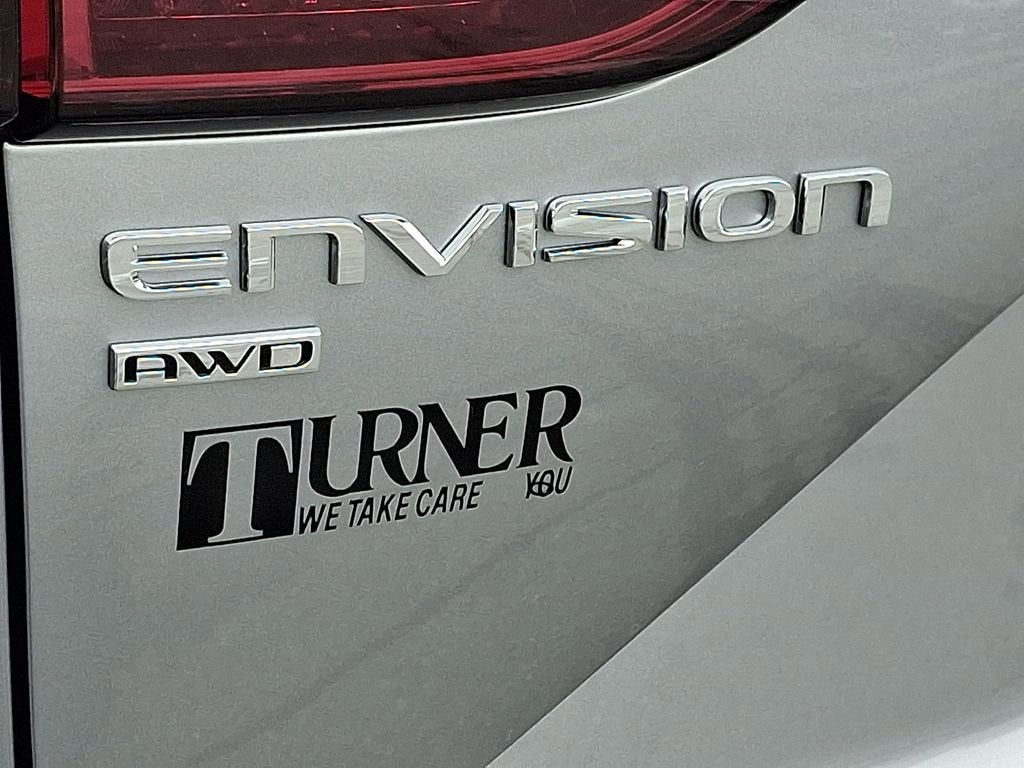 ENVISION
AWD
TURNER
WE TAKE CARE YOU